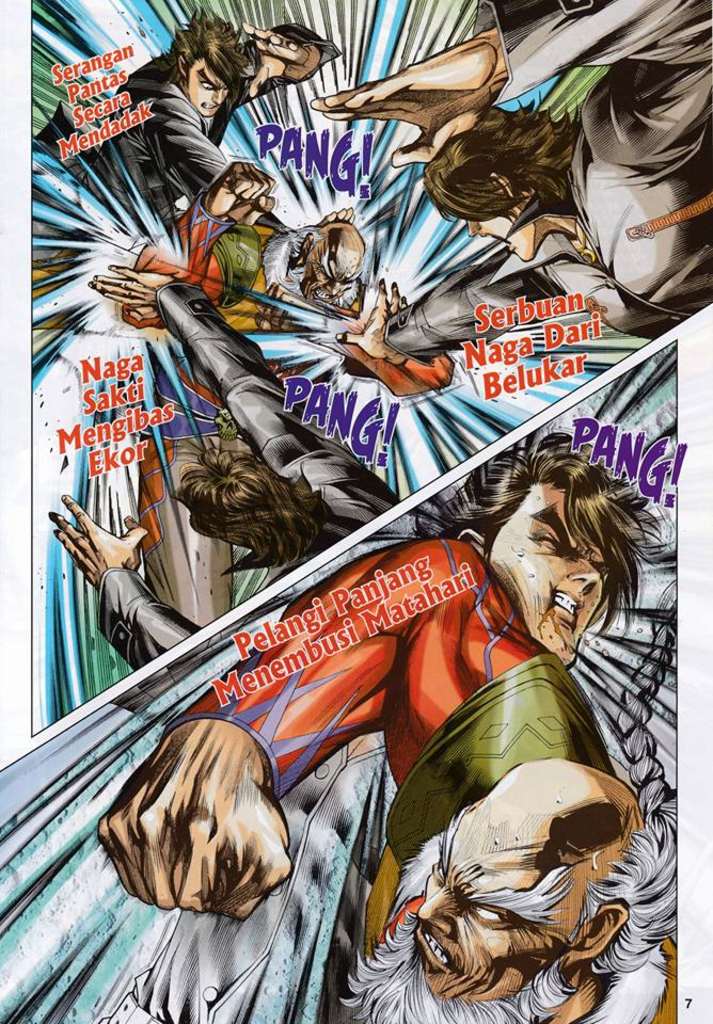 Serangan
Pantas
Secara
Mendadak
PANG!
Serbuan
Naga Dari
Belukar
Naga
Sakti
Mengibas
Ekor
PANG!
PANG!
Pelangi Panjang
Menembusi Matahari
7